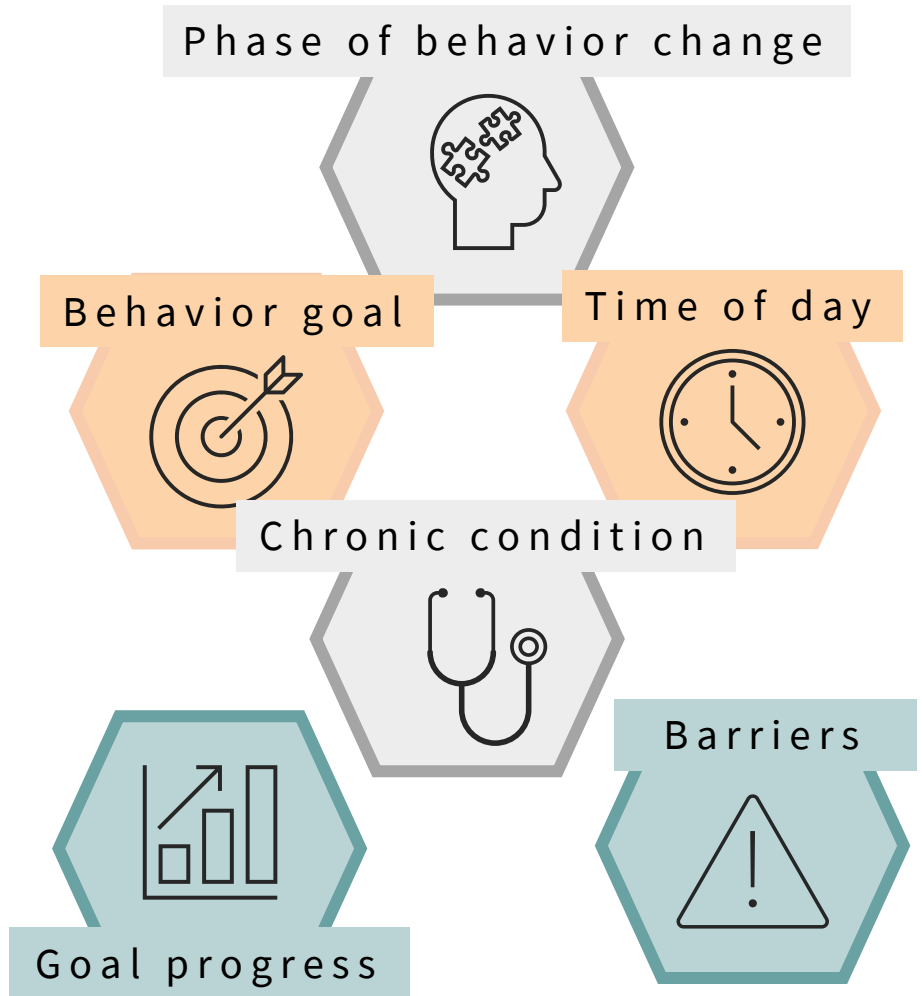 Phase of behavior change
Behavior goal
Time of day
Chronic condition
Barriers
Goal progress